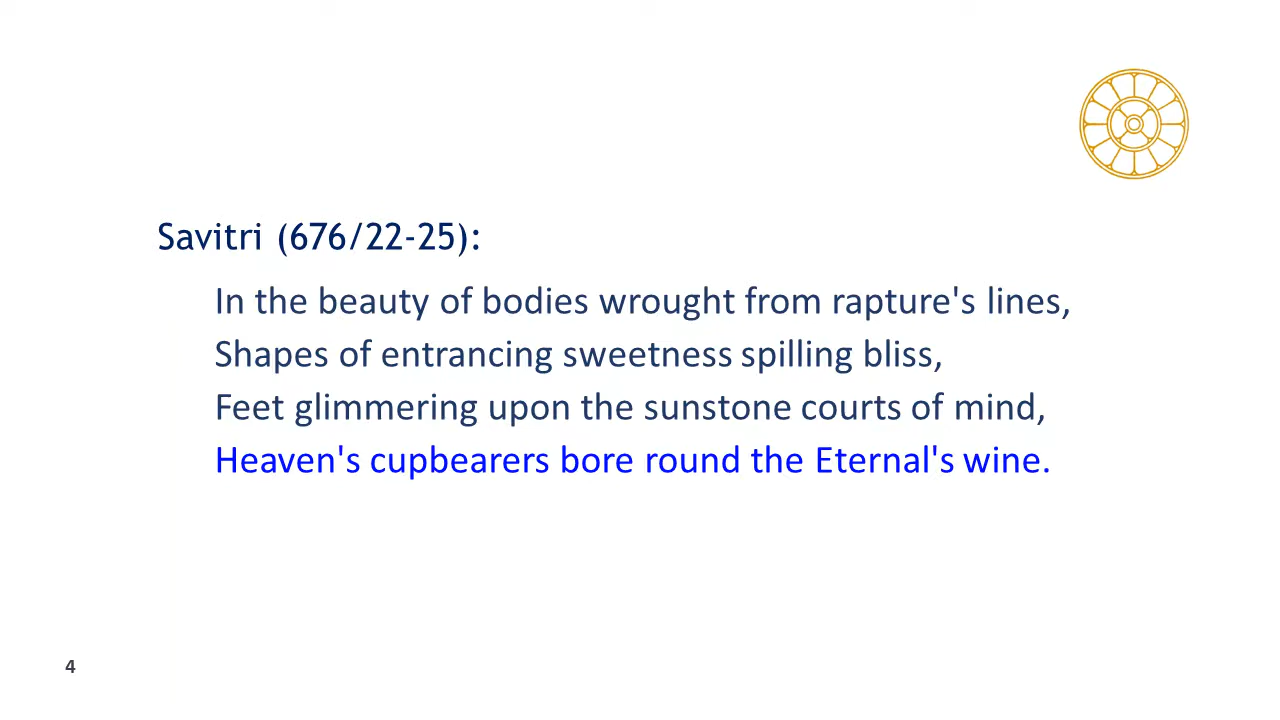 Savitri (676/22-25):
In the beauty of bodies wrought from rapture's lines,
Shapes of entrancing sweetness spilling bliss,
Feet glimmering upon the sunstone courts of mind,
Heaven's cupbearers bore round the Eternal's wine.
4